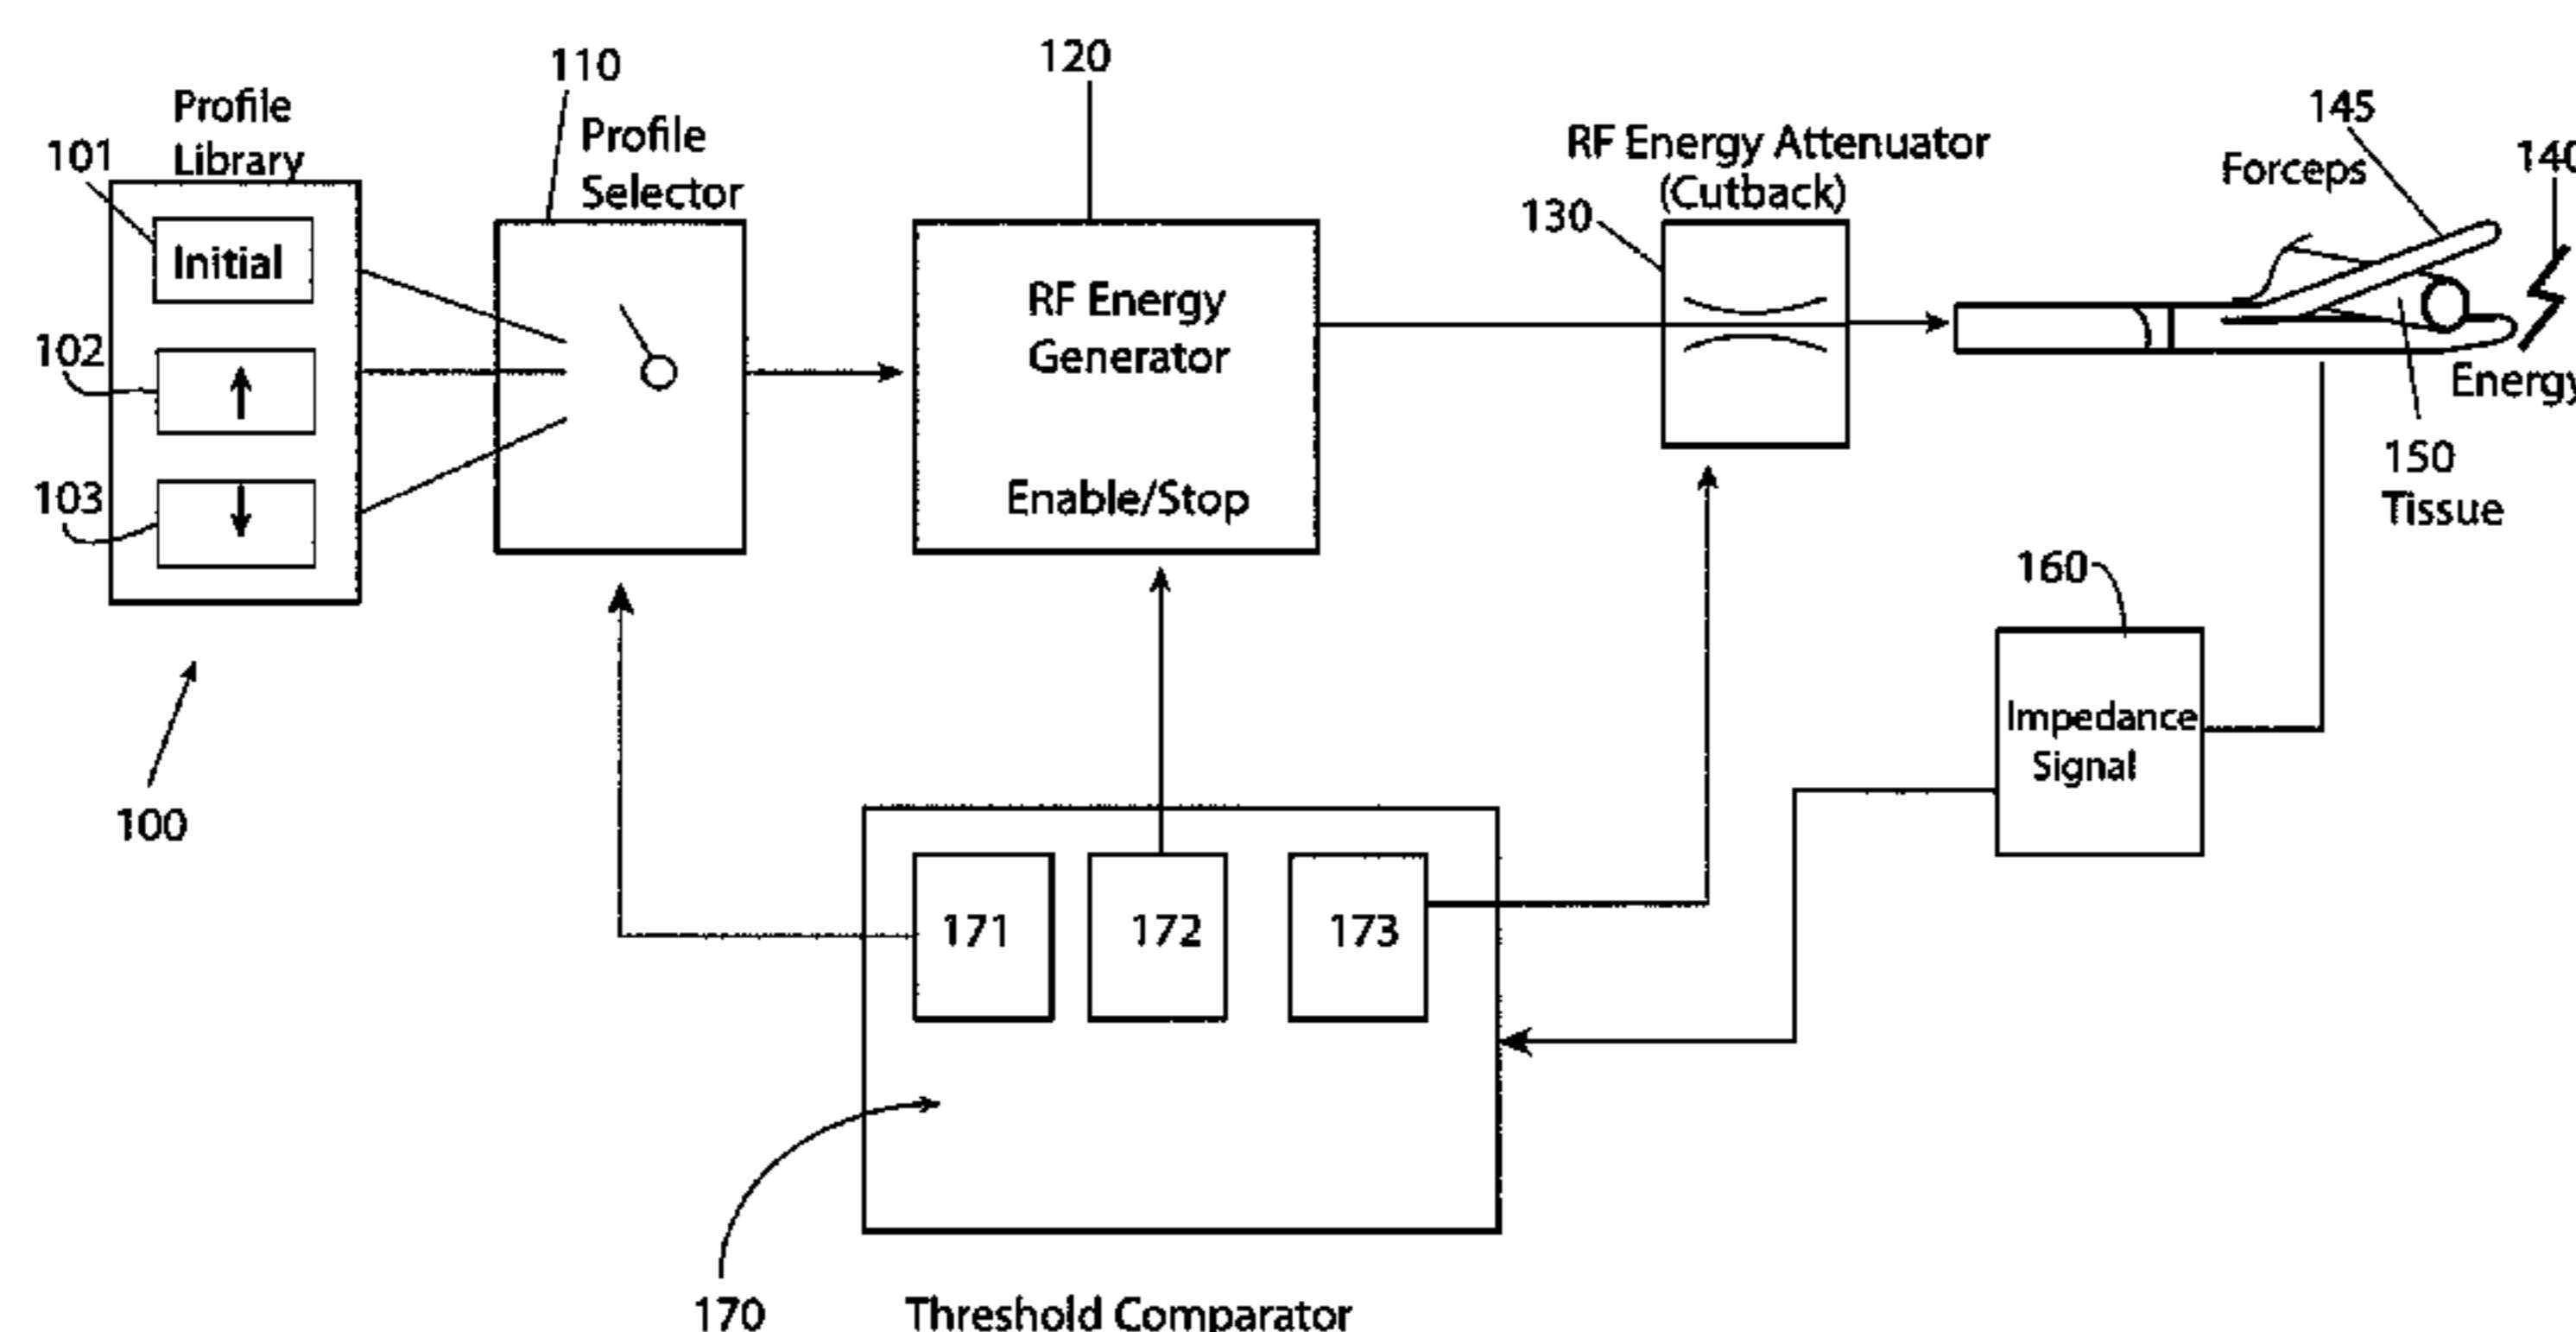 110
120
Profile
Library
101
Profile
Selector
145
RF Energy Attenuator
(Cutback)
Forceps
140
130
Initial
RF Energy
Generator
102
Energy
103
Enable/Stop
150
Tissue
160
Impedance
Signal
100
171
172
173
170
Threshold Comparator